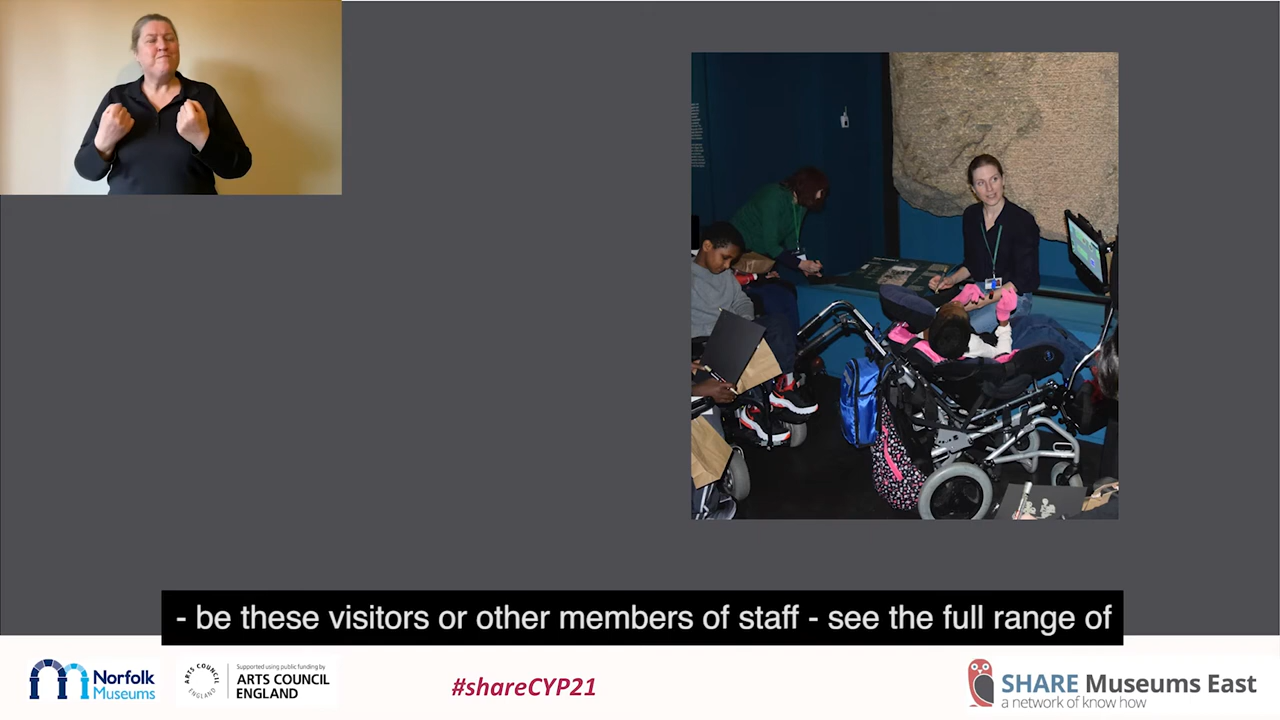 - be these visitors or other members of staff - see the full range of
Norfolk
Museums
ARTS COUNCIL
ENGLAND
Supported using public funding by
ARTS COUNCIL
ENGLAND
#shareCYP21
SHARE Museums East
a network of know how